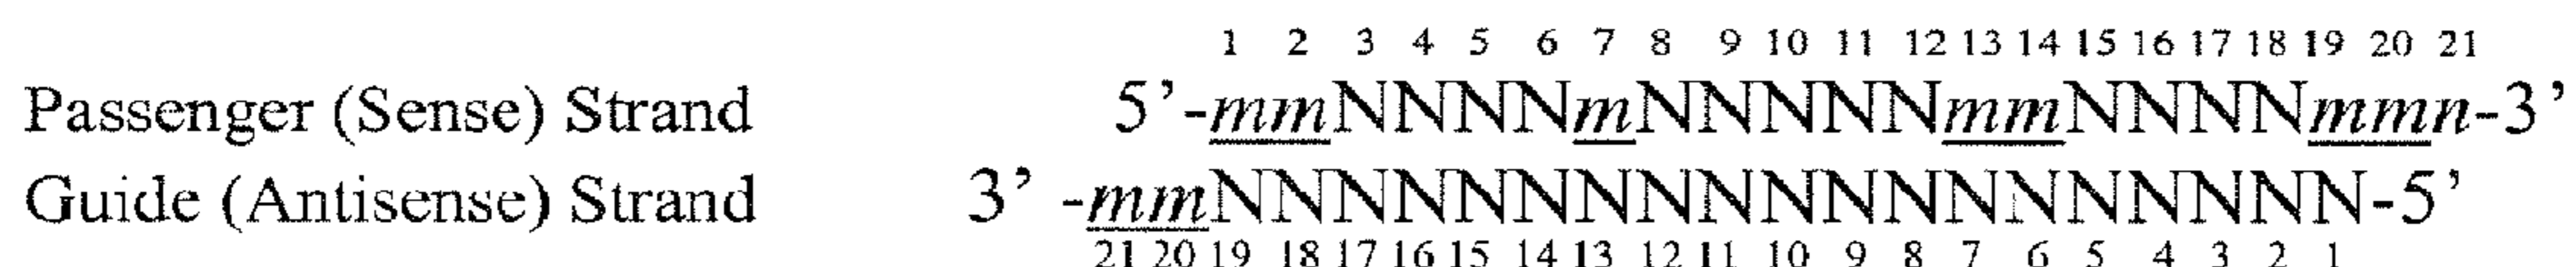 1 2 3 4 5 6 7 8 9 10 11 12 13 14 15 16 17 18 19 20 21
Passenger (Sense) Strand 5’-mmNNNNmNNNNNmmNNNNmmn-3’
Guide (Antisense) Strand 3’ -mmNNNNNNNNNNNNNNNNNNN-5’
21 20 19 18 17 16 15 14 13 12 11 10 9 8 7 6 5 4 3 2 1